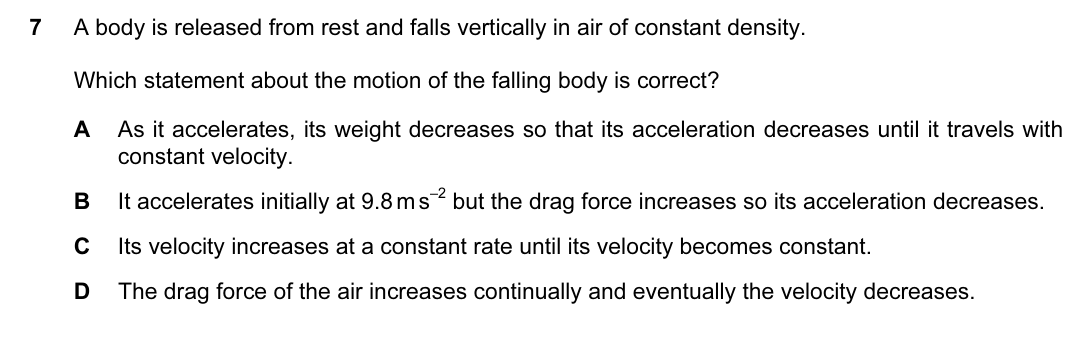 7 A body is released from rest and falls vertically in air of constant density.
Which statement about the motion of the falling body is correct?
A As it accelerates, its weight decreases so that its acceleration decreases until it travels with
constant velocity.
B It accelerates initially at 9.8 m s⁻² but the drag force increases so its acceleration decreases.
C Its velocity increases at a constant rate until its velocity becomes constant.
D The drag force of the air increases continually and eventually the velocity decreases.